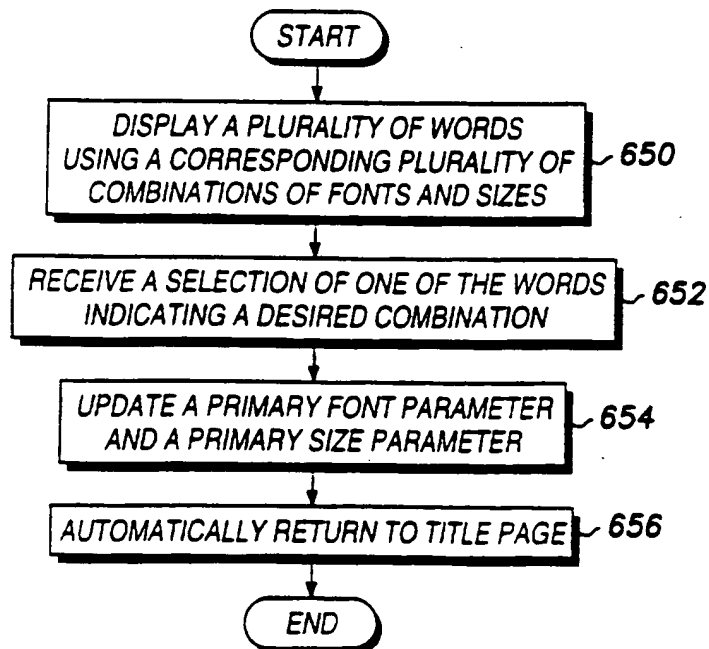 START
DISPLAY A PLURALITY OF WORDS
USING A CORRESPONDING PLURALITY OF
COMBINATIONS OF FONTS AND SIZES
650
RECEIVE A SELECTION OF ONE OF THE WORDS
INDICATING A DESIRED COMBINATION
652
UPDATE A PRIMARY FONT PARAMETER
AND A PRIMARY SIZE PARAMETER
654
AUTOMATICALLY RETURN TO TITLE PAGE
656
END